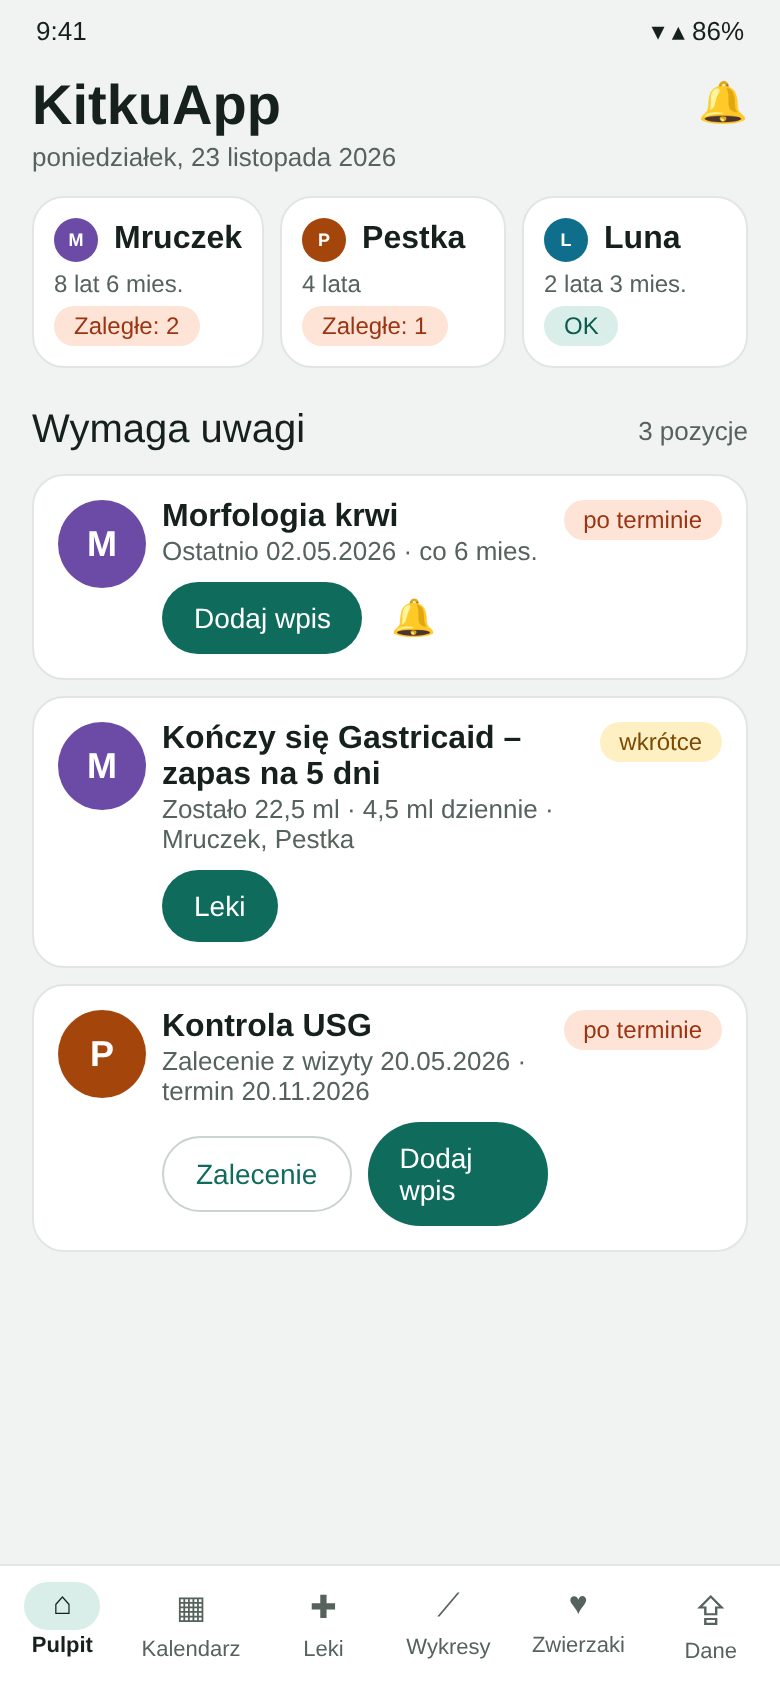 9:41
▾ ▴ 86%
KitkuApp
🔔
poniedziałek, 23 listopada 2026
M Mruczek
8 lat 6 mies.
Zaległe: 2
P Pestka
4 lata
Zaległe: 1
L Luna
2 lata 3 mies.
OK
Wymaga uwagi
3 pozycje
M
Morfologia krwi
po terminie
Ostatnio 02.05.2026 · co 6 mies.
Dodaj wpis 🔔
M
Kończy się Gastricaid –
zapas na 5 dni
wkrótce
Zostało 22,5 ml · 4,5 ml dziennie ·
Mruczek, Pestka
Leki
P
Kontrola USG
po terminie
Zalecenie z wizyty 20.05.2026 ·
termin 20.11.2026
Zalecenie
Dodaj
wpis
Pulpit
Kalendarz
Leki
Wykresy
Zwierzaki
Dane